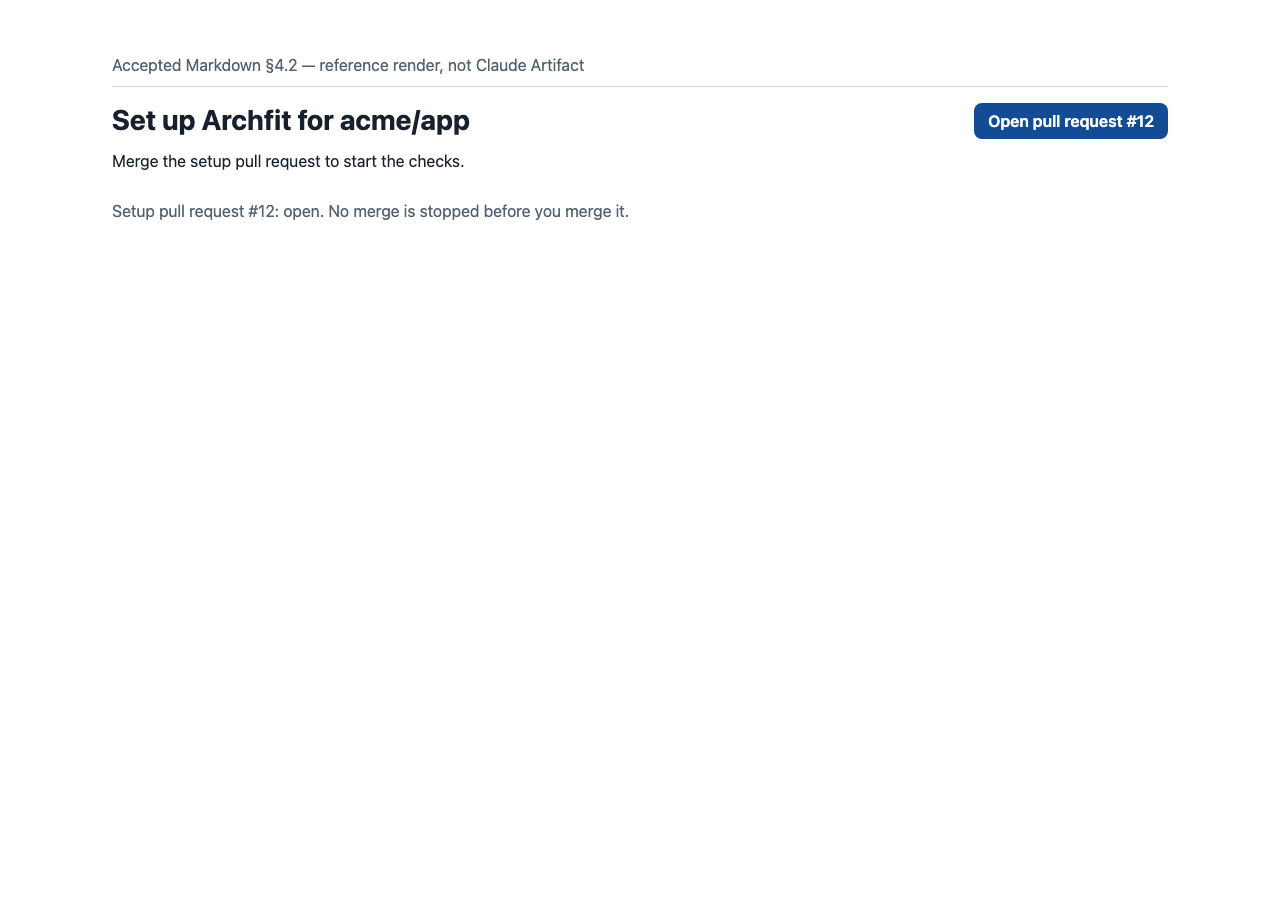 Accepted Markdown §4.2 — reference render, not Claude Artifact
Set up Archfit for acme/app
Open pull request #12
Merge the setup pull request to start the checks.
Setup pull request #12: open. No merge is stopped before you merge it.